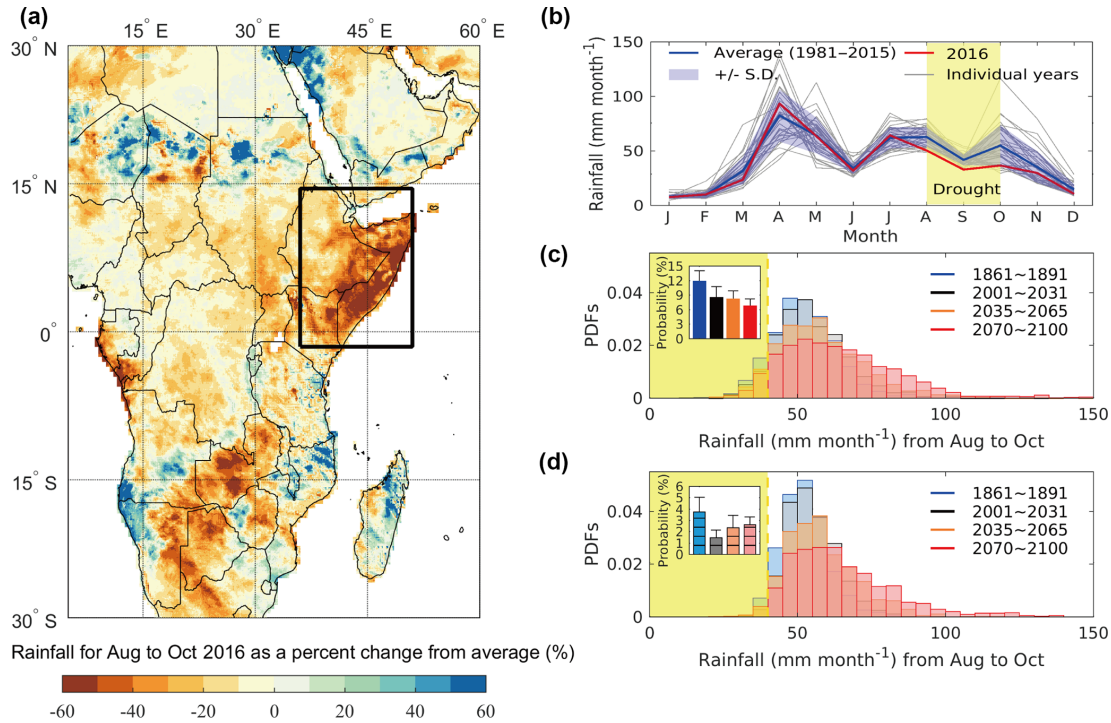 (a)
15° E 30° E 45° E 60° E
30° N
15° N
0°
15° S
30° S
Rainfall for Aug to Oct 2016 as a percent change from average (%)
-60 -40 -20 0 20 40 60
(b)
Rainfall (mm month-1)
150
100
50
0
Average (1981–2015)
+/- S.D.
2016
Individual years
Drought
J F M A M J J A S O N D
Month
(c)
PDFs
0.04
0.02
0
Probability (%)
15
12
9
6
3
0
1861~1891
2001~2031
2035~2065
2070~2100
0 50 100 150
Rainfall (mm month-1) from Aug to Oct
(d)
PDFs
0.04
0.02
0
Probability (%)
6
5
4
3
2
1
0
1861~1891
2001~2031
2035~2065
2070~2100
0 50 100 150
Rainfall (mm month-1) from Aug to Oct